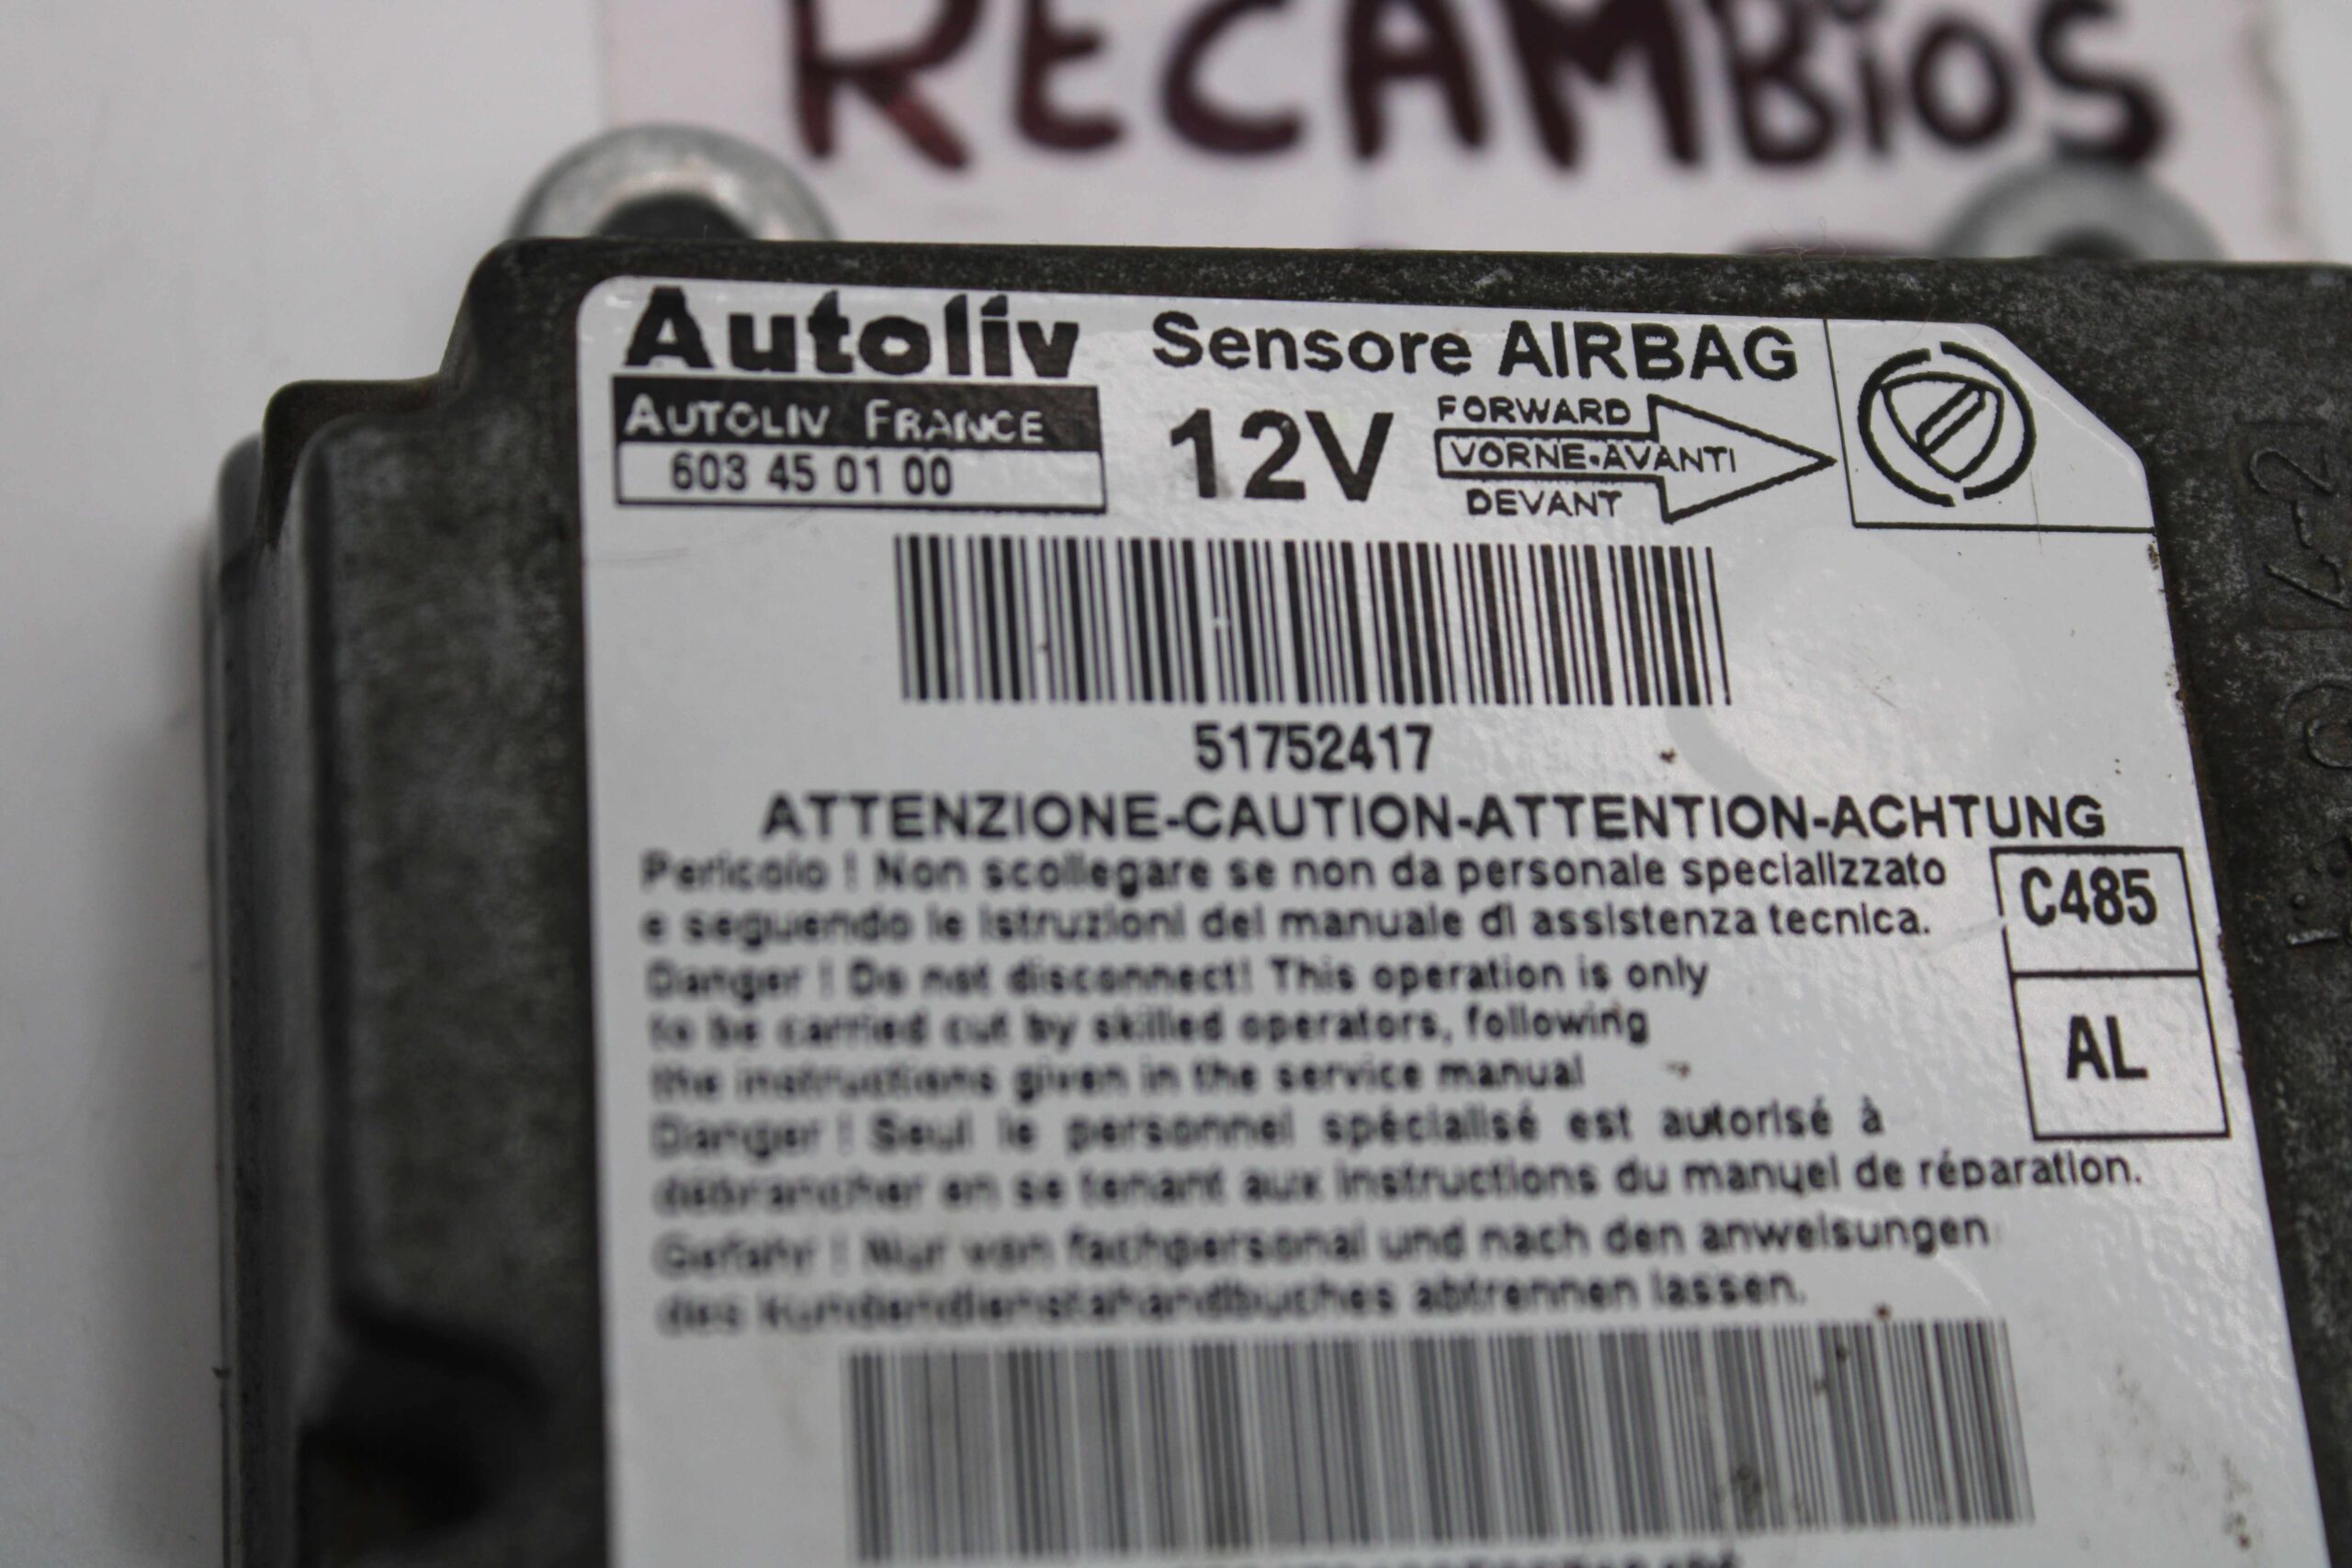 RECAMBiOS
Autoliv Sensore AIRBAG
AUTOLIV FRANCE
603 45 01 00
12V
FORWARD
VORNE-AVANTI
DEVANT
51752417
ATTENZIONE-CAUTION-ATTENTION-ACHTUNG
Pericolo ! Non scollegare se non da personale specializzato
e seguendo le istruzioni del manuale di assistenza tecnica.
C485
Danger ! Do not disconnect! This operation is only
to be carried out by skilled operators, following
the instructions given in the service manual
AL
Danger ! Seul le personnel spécialisé est autorisé à
débrancher en se tenant aux instructions du manuel de réparation.
Gefahr ! Nur von fachpersonal und nach den anweisungen
des kundendienstahandbuches abtrennen lassen.